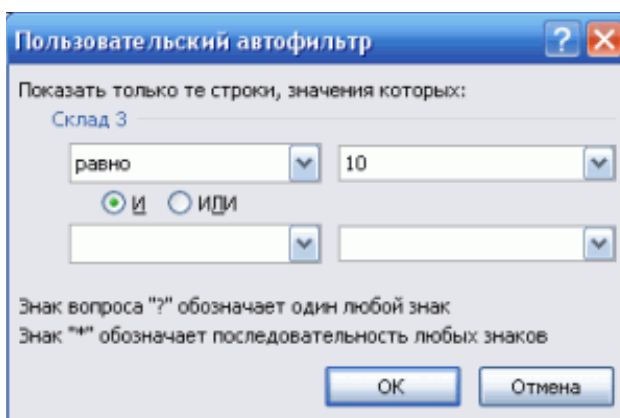 Пользовательский автофильтр
Показать только те строки, значения которых:
Склад 3
равно 10
И ИЛИ
Знак вопроса "?" обозначает один любой знак
Знак "*" обозначает последовательность любых знаков
ОК Отмена